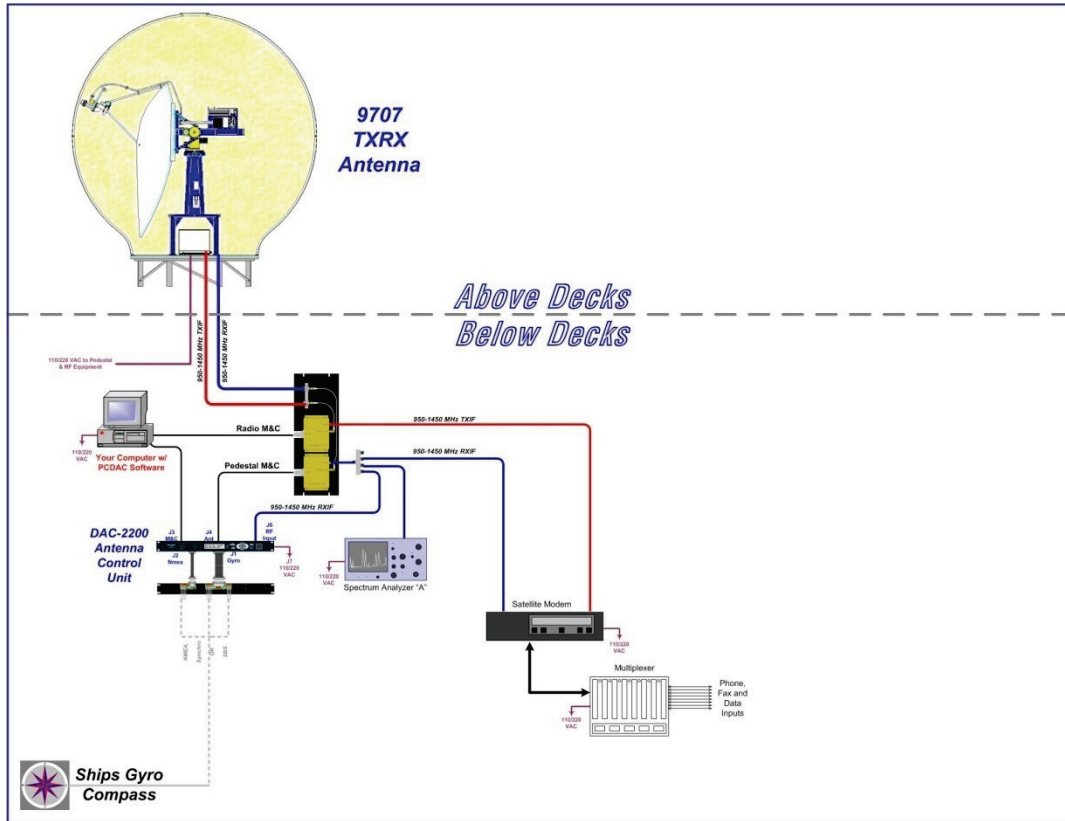 9707
TXRX
Antenna
Above Decks
Below Decks
110/220 VAC to Pedestal
& RF Equipment
950-1450 MHz TXIF
950-1450 MHz RXIF
950-1450 MHz TXIF
Radio M&C
110/220
VAC
Your Computer w/
PCDAC Software
950-1450 MHz RXIF
Pedestal M&C
950-1450 MHz RXIF
DAC-2200
Antenna
Control
Unit
J3
M&C
J4
Ant
J6
RF
Input
J2
Nmea
J1
Gyro
J7
110/220
VAC
110/220
VAC
Spectrum Analyzer "A"
Satellite Modem
110/220
VAC
NMEA
Synchro
OR
SBS
Multiplexer
110/220
VAC
Phone,
Fax and
Data
Inputs
Ships Gyro
Compass